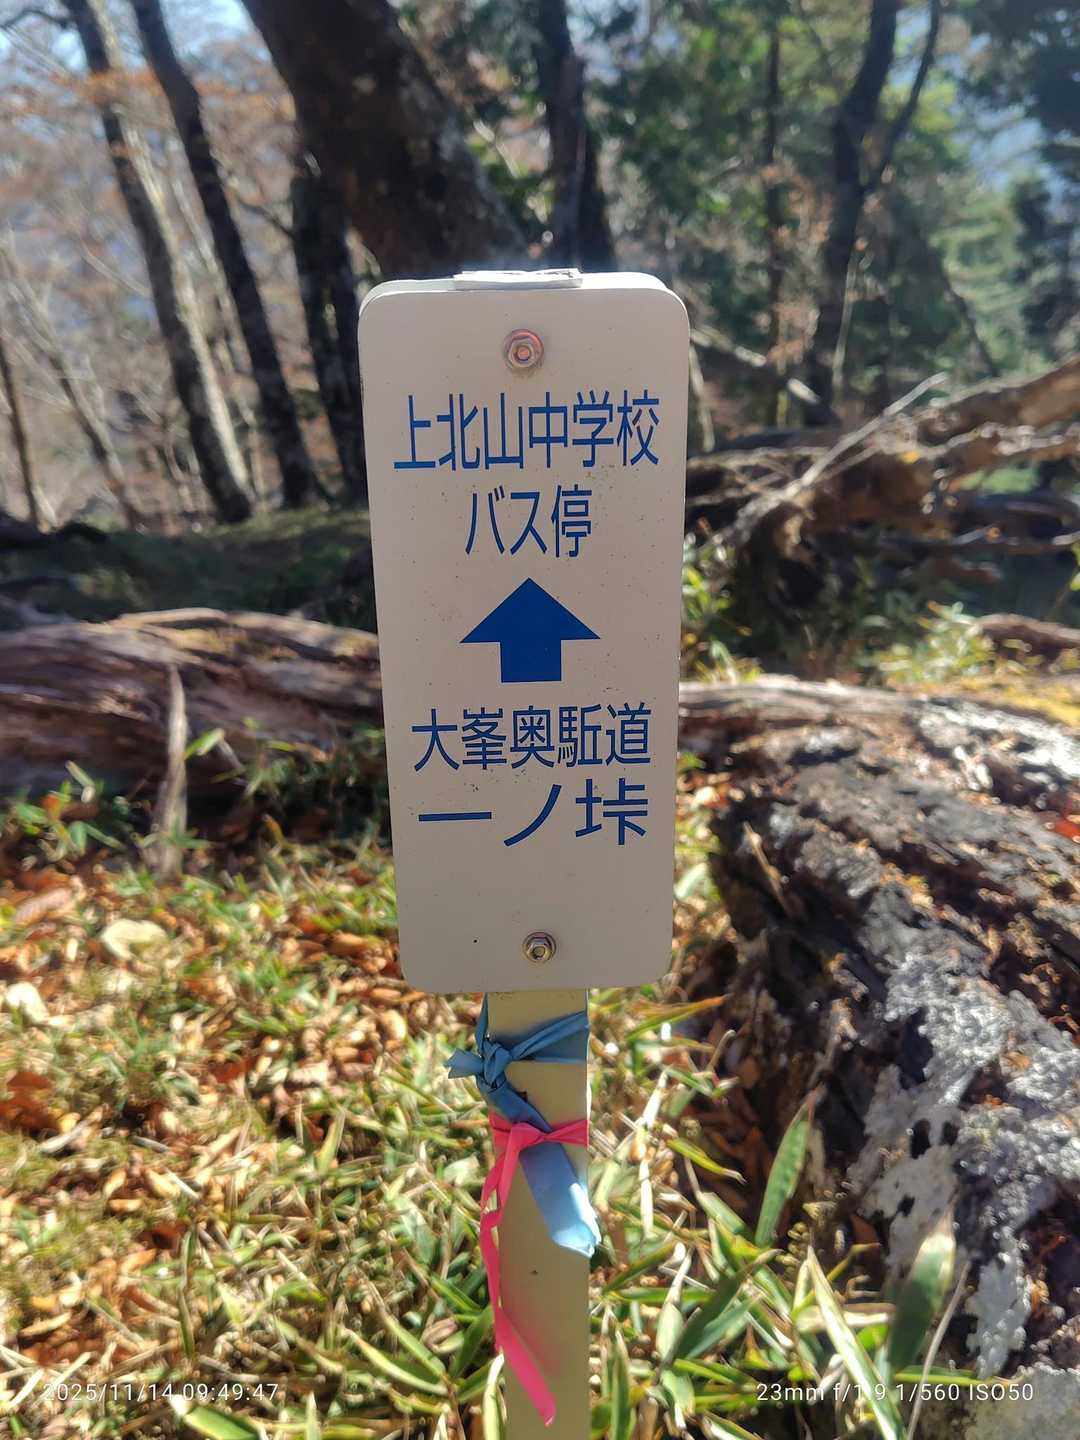 上北山中学校
バス停
大峯奥駈道
一ノ垰
2025/11/14 09:49:47
23mm f/1.9 1/560 ISO50